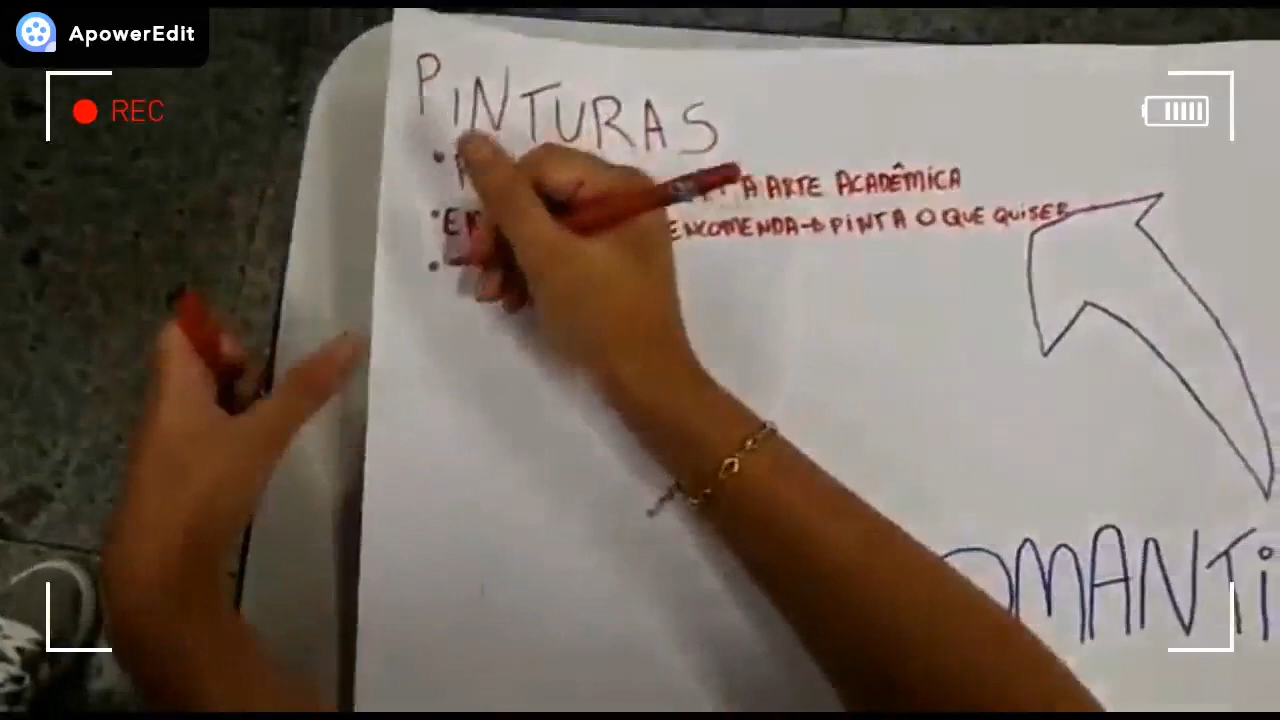 ApowerEdit
REC
PINTURAS
A ARTE ACADÊMICA
ENCOMENDA→ PINTA O QUE QUISER
OMANTI